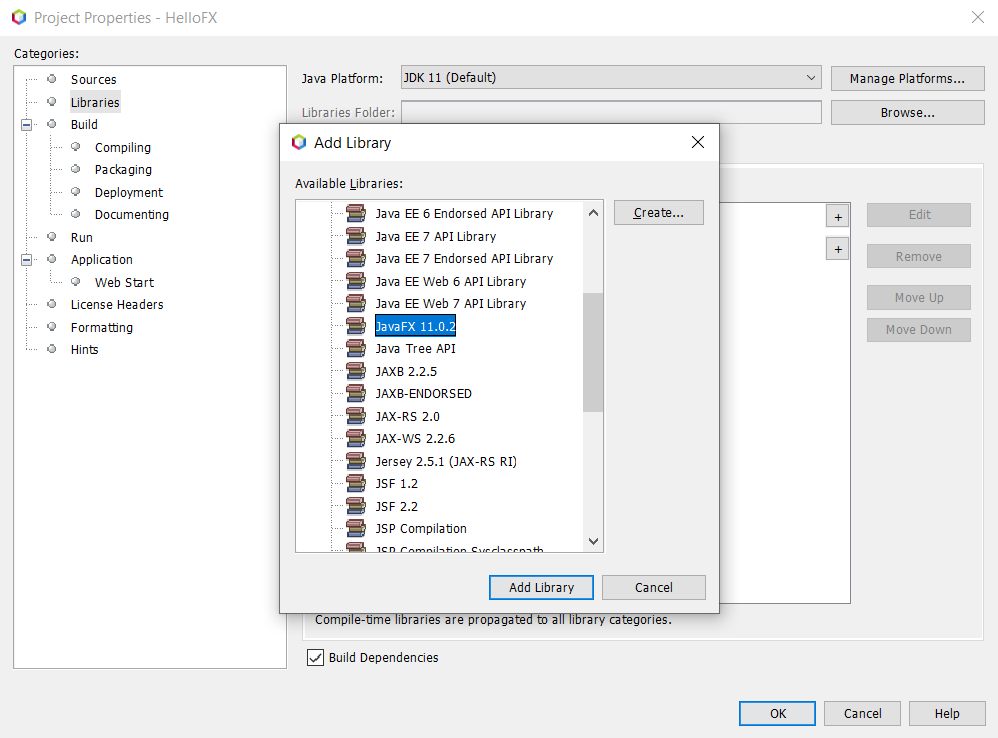 Project Properties - HelloFX
Categories:
Sources
Libraries
Build
Compiling
Packaging
Deployment
Documenting
Run
Application
Web Start
License Headers
Formatting
Hints
Java Platform: JDK 11 (Default) Manage Platforms...
Libraries Folder: Browse...
Add Library
Available Libraries:
Java EE 6 Endorsed API Library
Java EE 7 API Library
Java EE 7 Endorsed API Library
Java EE Web 6 API Library
Java EE Web 7 API Library
JavaFX 11.0.2
Java Tree API
JAXB 2.2.5
JAXB-ENDORSED
JAX-RS 2.0
JAX-WS 2.2.6
Jersey 2.5.1 (JAX-RS RI)
JSF 1.2
JSF 2.2
JSP Compilation
JSP Compilation Sysclasspath
Create...
Add Library Cancel
+
+
Edit
Remove
Move Up
Move Down
Compile-time libraries are propagated to all library categories.
Build Dependencies
OK Cancel Help